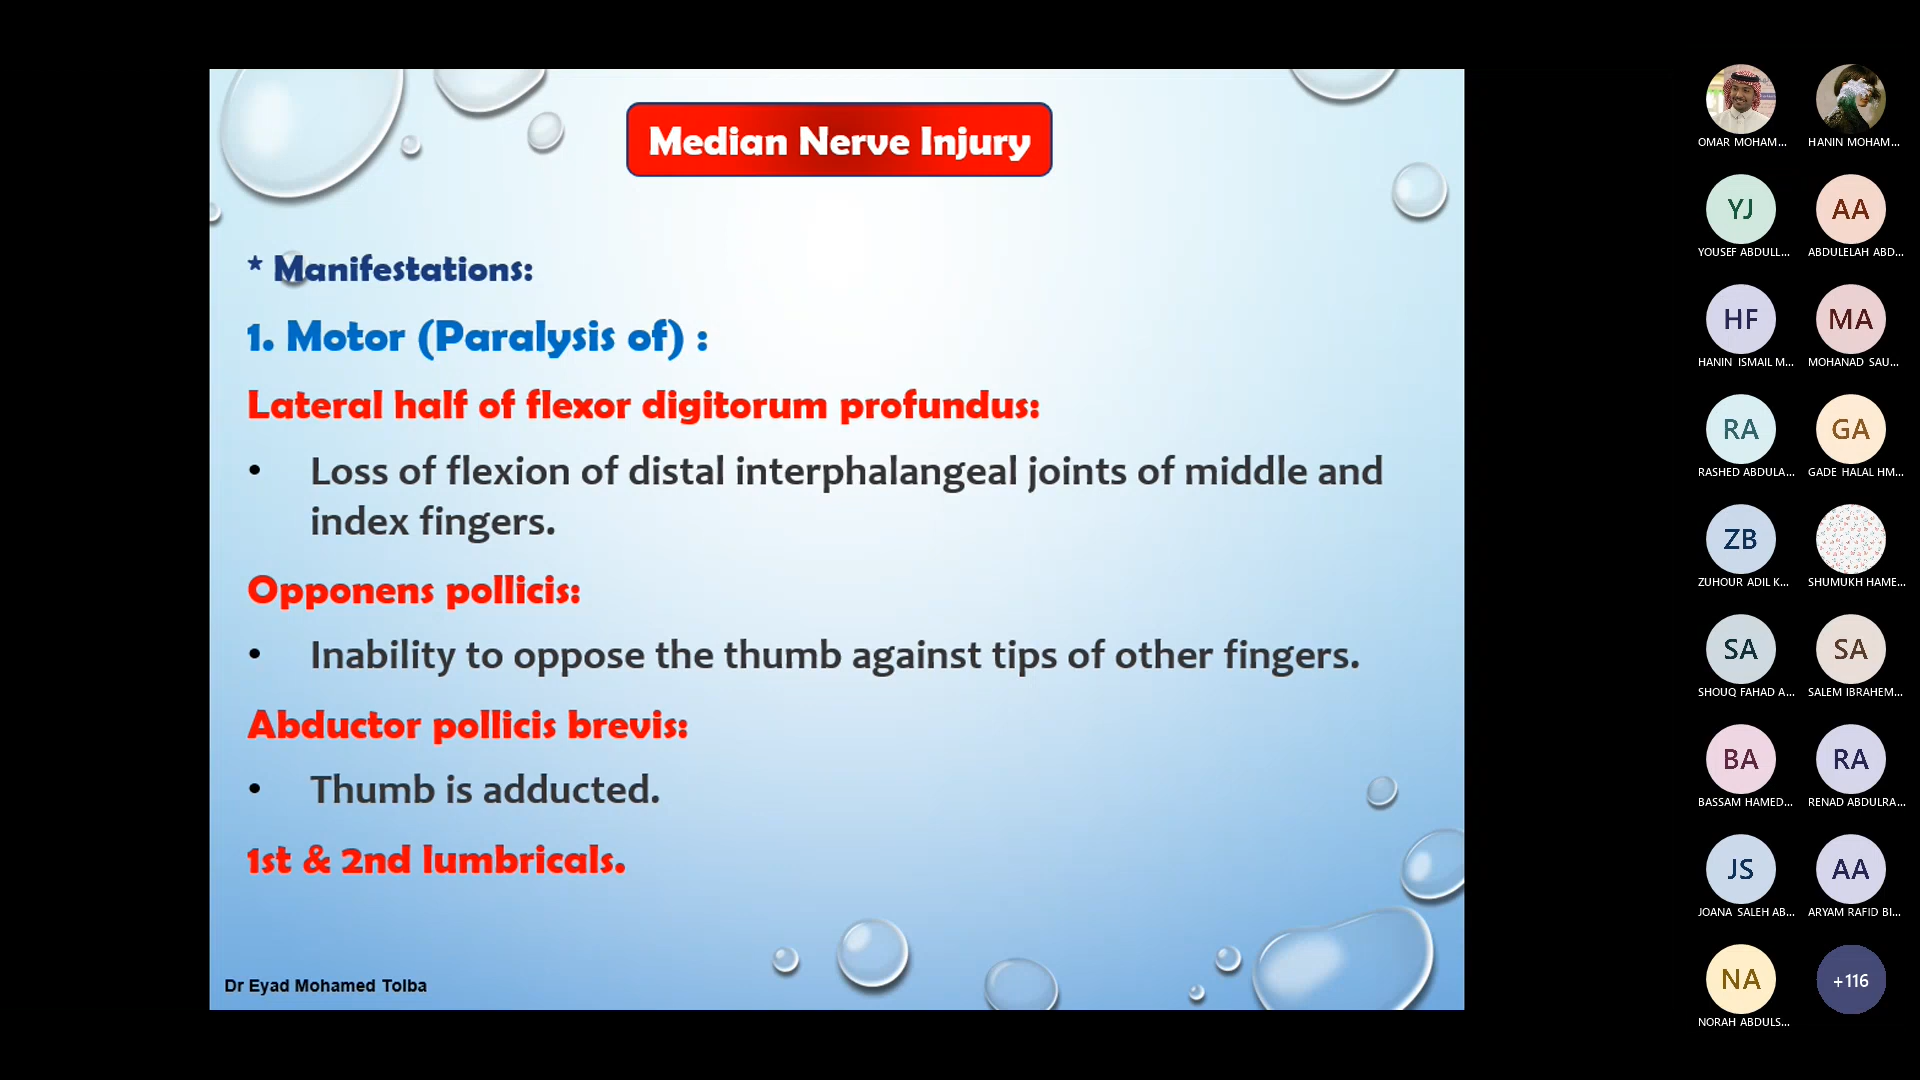 Median Nerve Injury
* Manifestations:
1. Motor (Paralysis of) :
Lateral half of flexor digitorum profundus:
• Loss of flexion of distal interphalangeal joints of middle and
index fingers.
Opponens pollicis:
• Inability to oppose the thumb against tips of other fingers.
Abductor pollicis brevis:
• Thumb is adducted.
1st & 2nd lumbricals.
Dr Eyad Mohamed Tolba
OMAR MOHAM...
HANIN MOHAM...
YJ
AA
YOUSEF ABDULL...
ABDULELAH ABD...
HF
MA
HANIN ISMAIL M...
MOHANAD SAU...
RA
GA
RASHED ABDULA...
GADE HALAL HM...
ZB
ZUHOUR ADIL K...
SHUMUKH HAME...
SA
SA
SHOUQ FAHAD A...
SALEM IBRAHEM...
BA
RA
BASSAM HAMED...
RENAD ABDULRA...
JS
AA
JOANA SALEH AB...
ARYAM RAFID BI...
NA
+116
NORAH ABDULS...